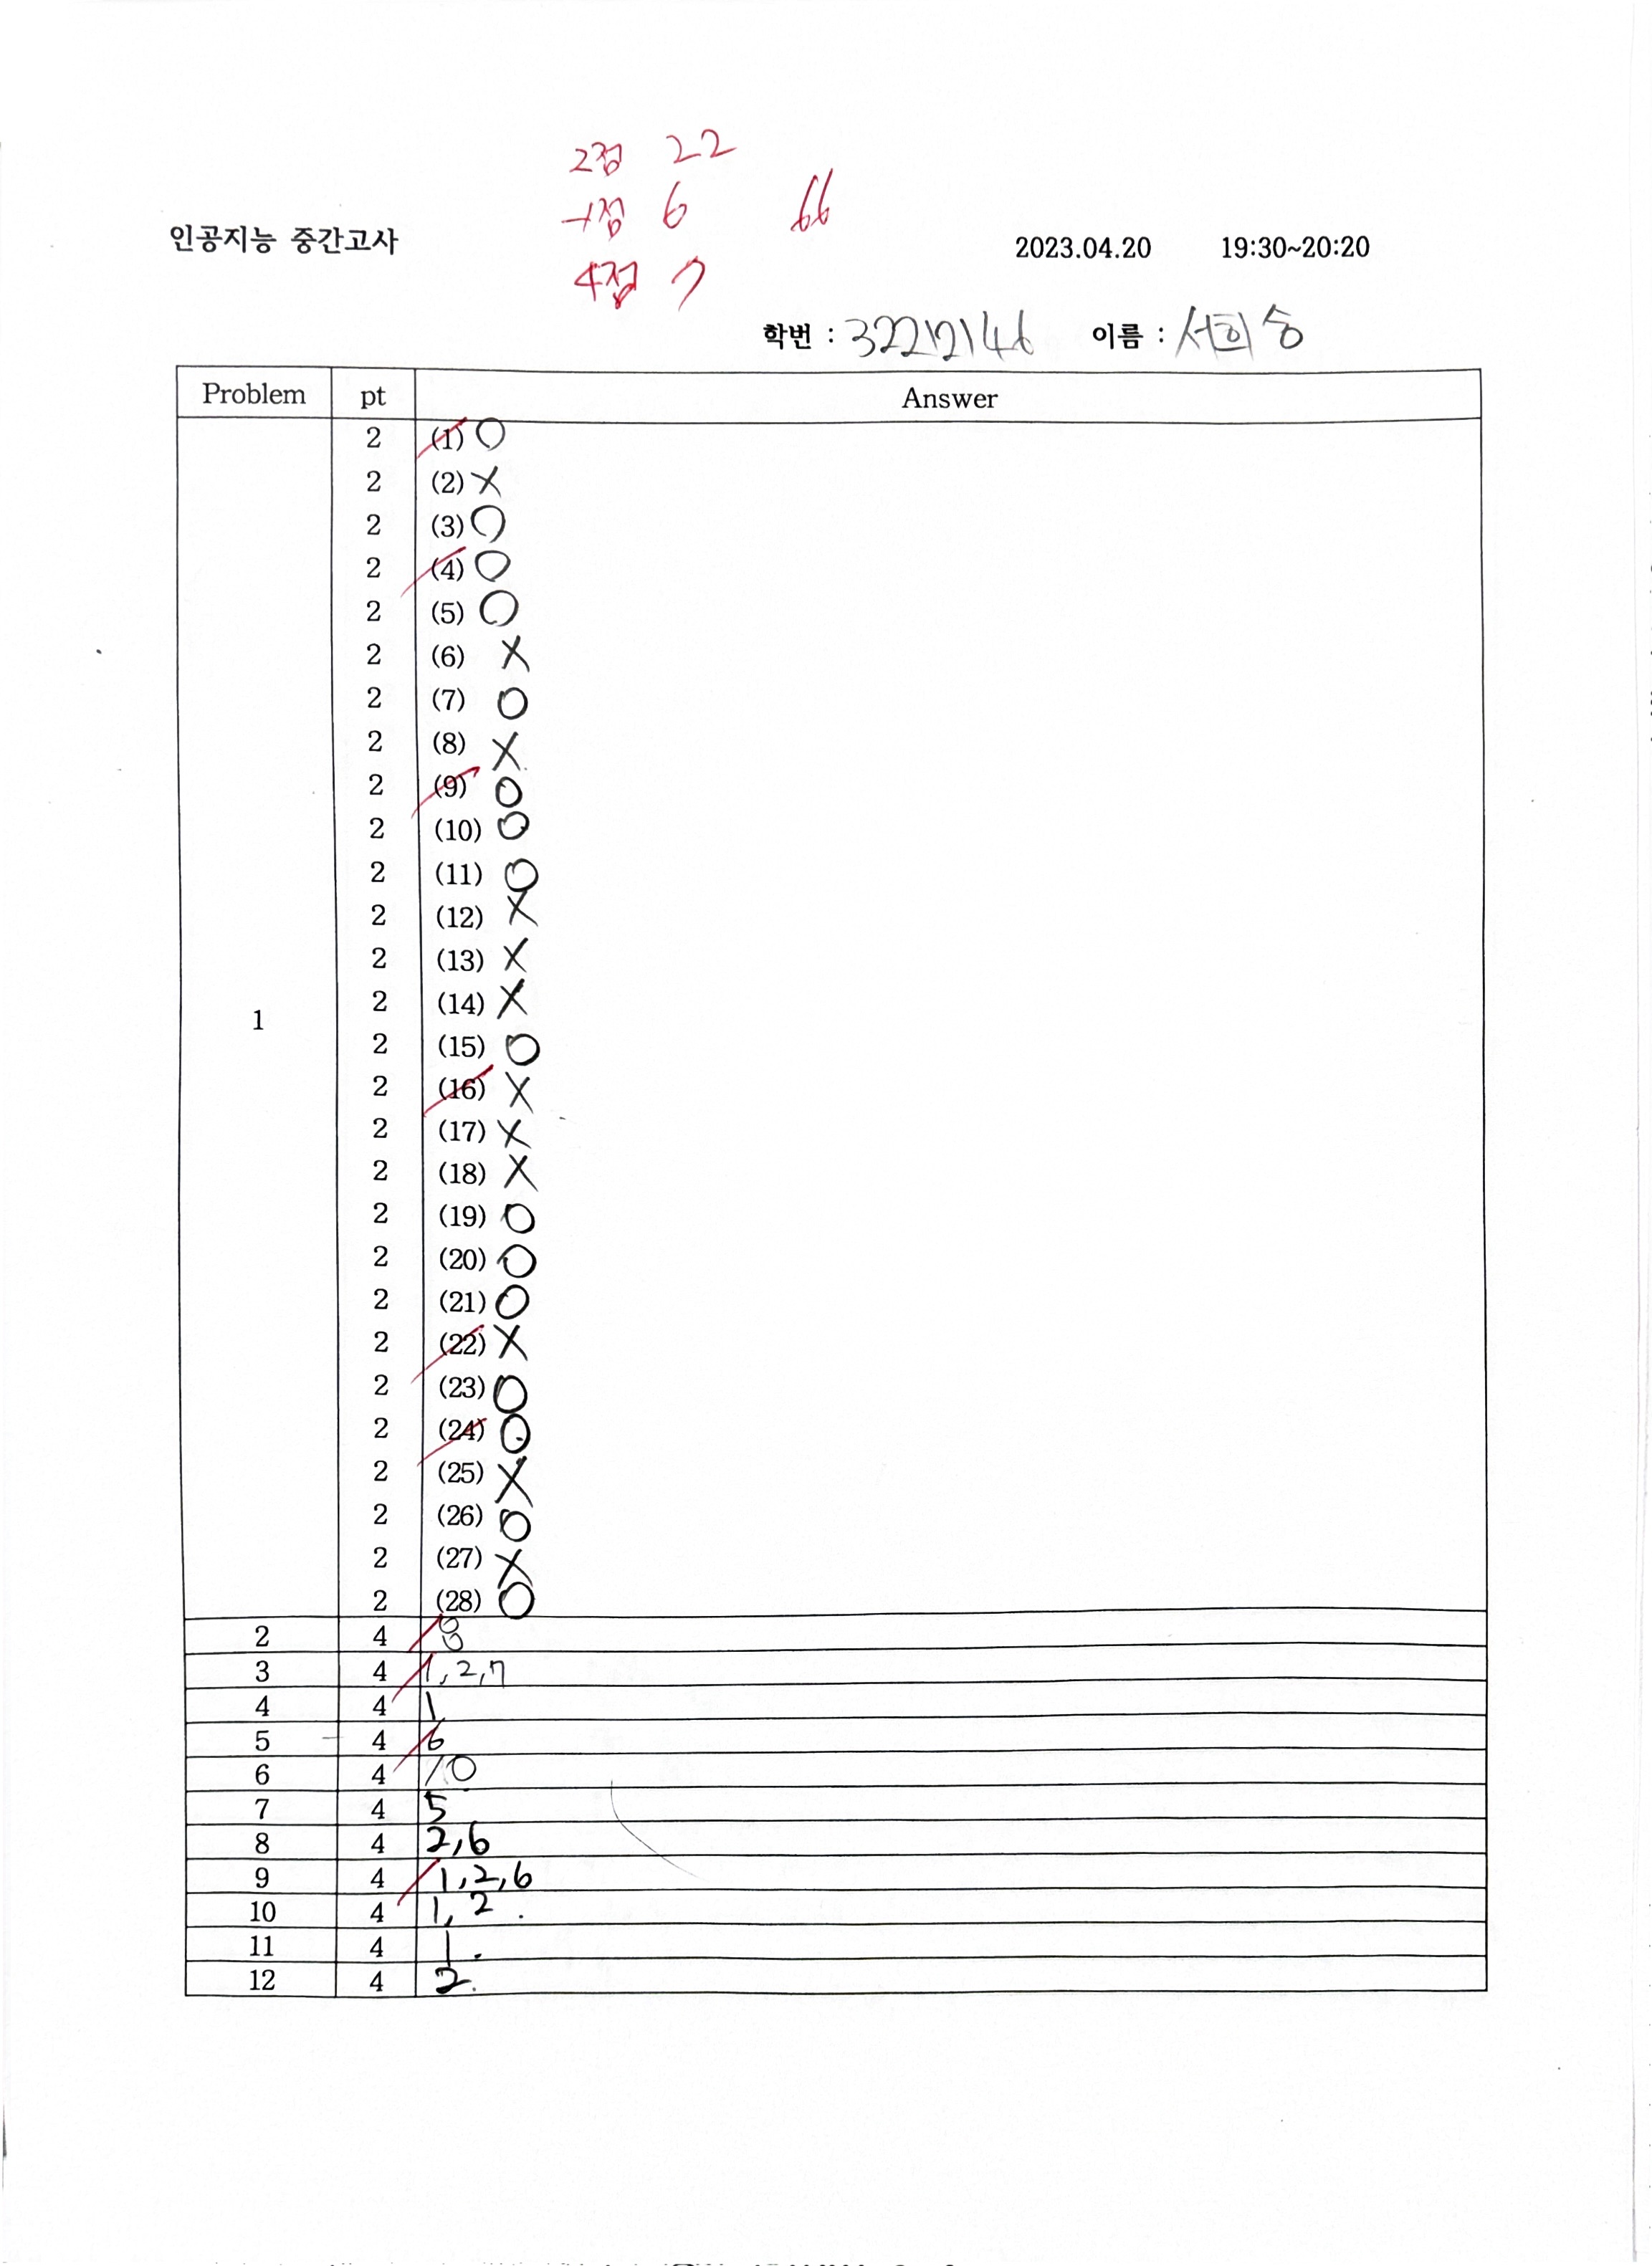 2점 22
-1점 6 66
인공지능 중간고사 2023.04.20 19:30~20:20
4점 7
학번 : 32212146 이름 : 서희승
Problem pt Answer
2 (1) O
2 (2) X
2 (3) O
2 (4) O
2 (5) O
2 (6) X
2 (7) O
2 (8) X
2 (9) O
2 (10) O
2 (11) O
2 (12) X
2 (13) X
2 (14) X
1
2 (15) O
2 (16) X
2 (17) X
2 (18) X
2 (19) O
2 (20) O
2 (21) O
2 (22) X
2 (23) O
2 (24) O
2 (25) X
2 (26) O
2 (27) X
2 (28) O
2 4 8
3 4 1, 2, 7
4 4 1
5 4 6
6 4 10
7 4 5
8 4 2, 6
9 4 1, 2, 6
10 4 1, 2 .
11 4 1.
12 4 2.